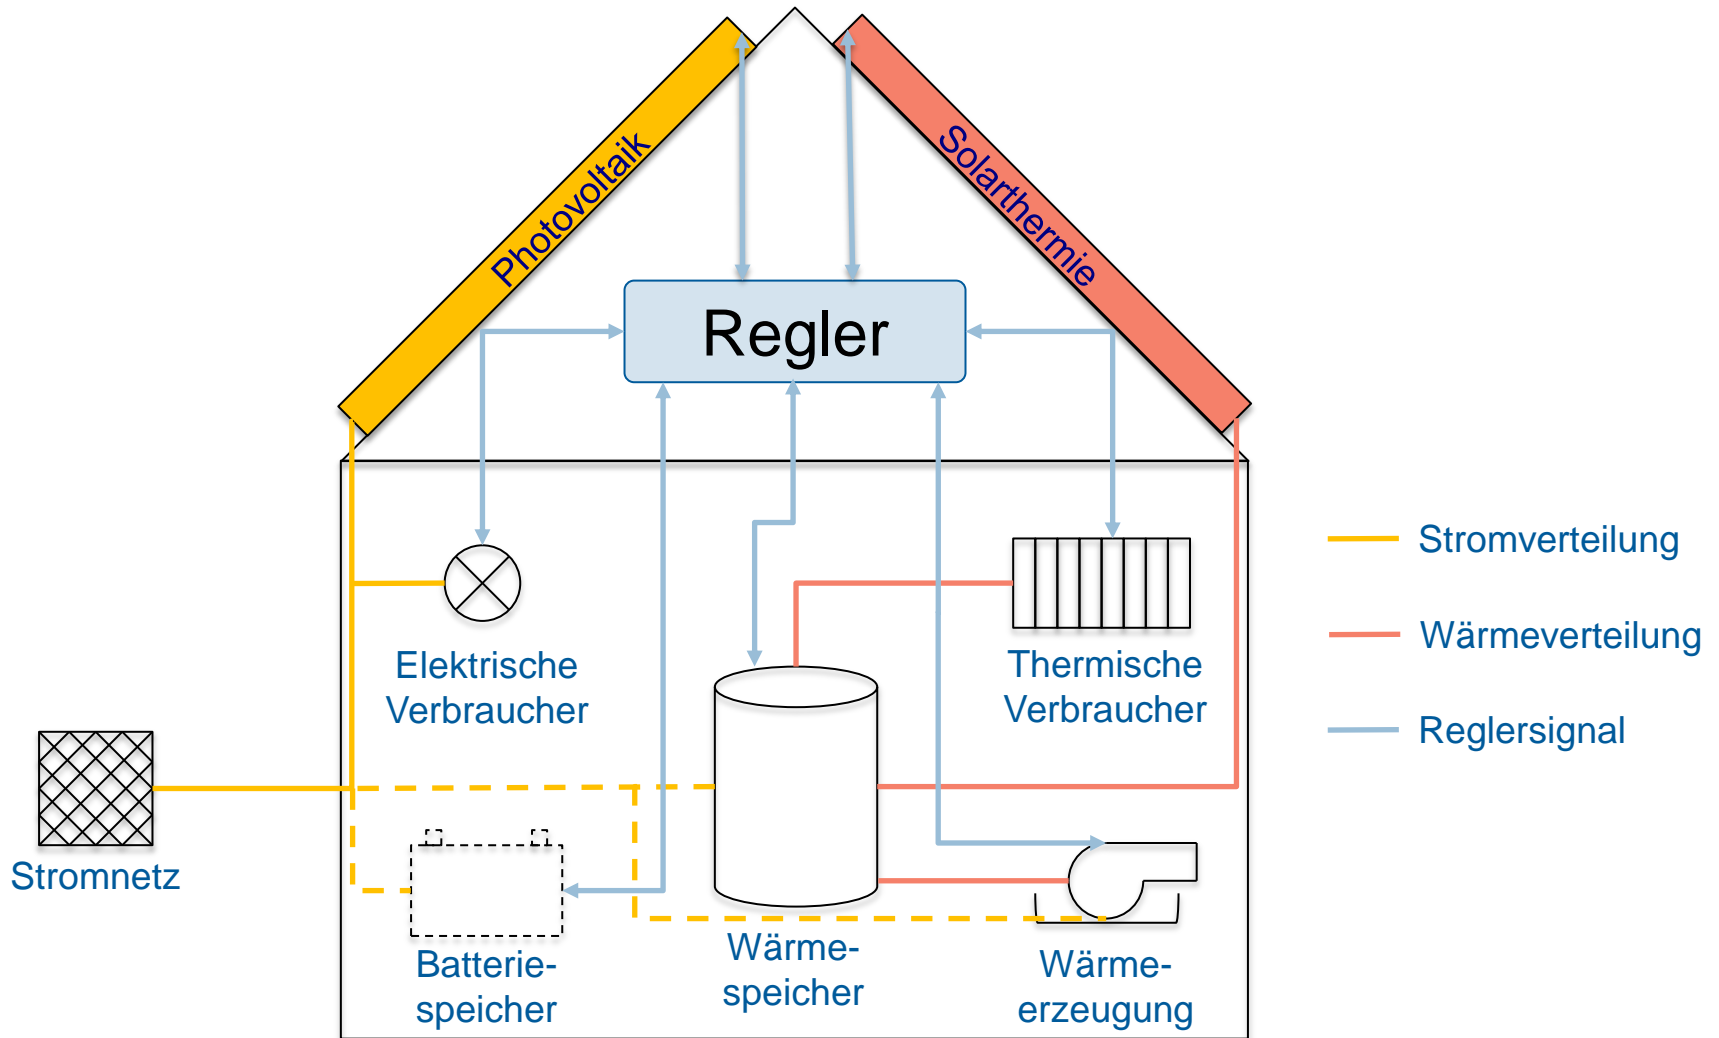 Photovoltaik
Solarthermie
Regler
Elektrische
Verbraucher
Thermische
Verbraucher
Stromverteilung
Wärmeverteilung
Reglersignal
Stromnetz
Batterie-
speicher
Wärme-
speicher
Wärme-
erzeugung